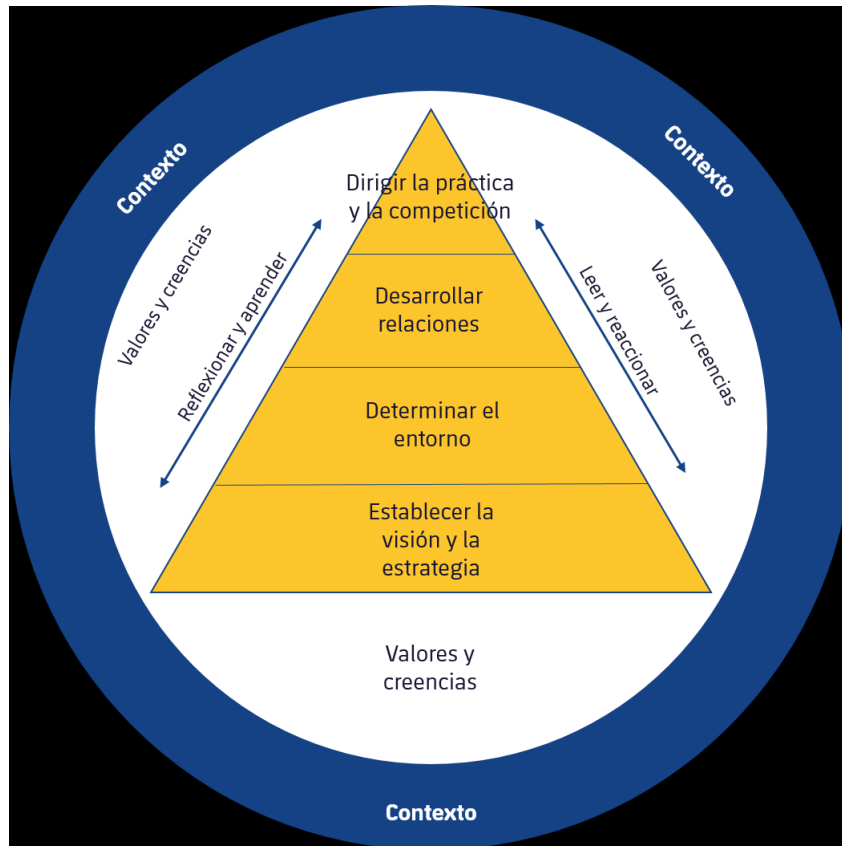 Contexto
Contexto
Dirigir la práctica
y la competición
Valores y creencias
Reflexionar y aprender
Desarrollar
relaciones
Leer y reaccionar
Valores y creencias
Determinar el
entorno
Establecer la
visión y la
estrategia
Valores y
creencias
Contexto